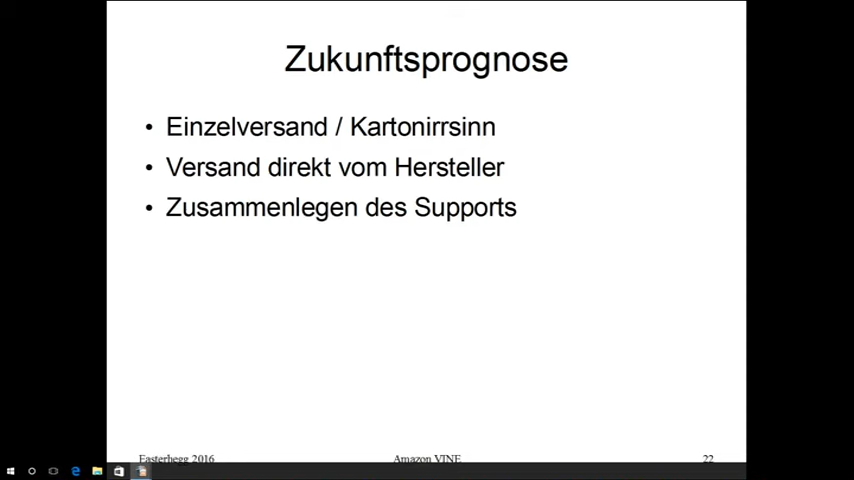 Zukunftsprognose
• Einzelversand / Kartonirrsinn
• Versand direkt vom Hersteller
• Zusammenlegen des Supports
Easterhegg 2016
Amazon VINE
22